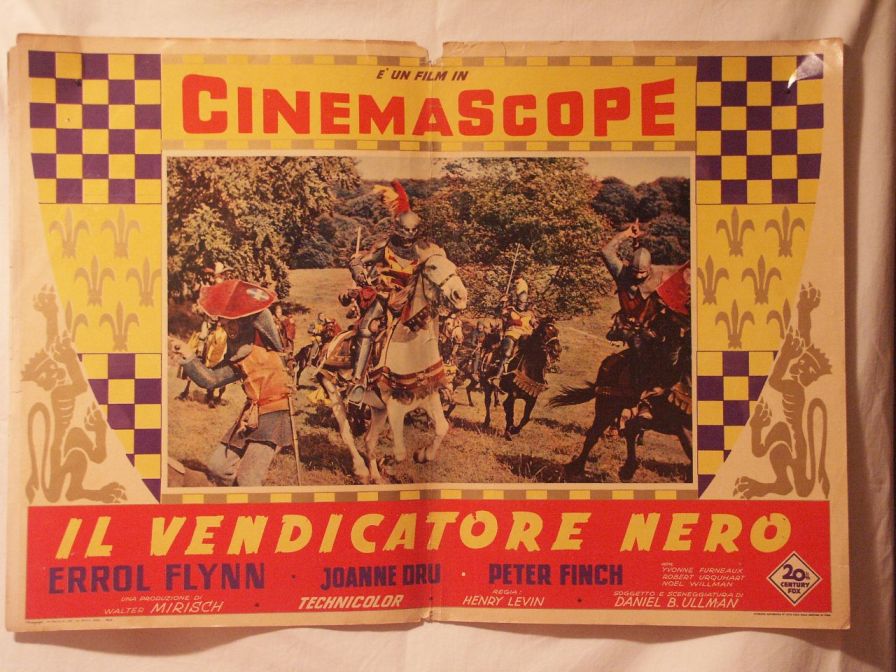 E' UN FILM IN
CINEMASCOPE
IL VENDICATORE NERO
ERROL FLYNN · JOANNE DRU · PETER FINCH
CON
YVONNE FURNEAUX
ROBERT URQUHART
NOEL WILLMAN
UNA PRODUZIONE DI
WALTER MIRISCH
TECHNICOLOR
REGIA:
HENRY LEVIN
SOGGETTO E SCENEGGIATURA DI
DANIEL B. ULLMAN
20th
CENTURY
FOX